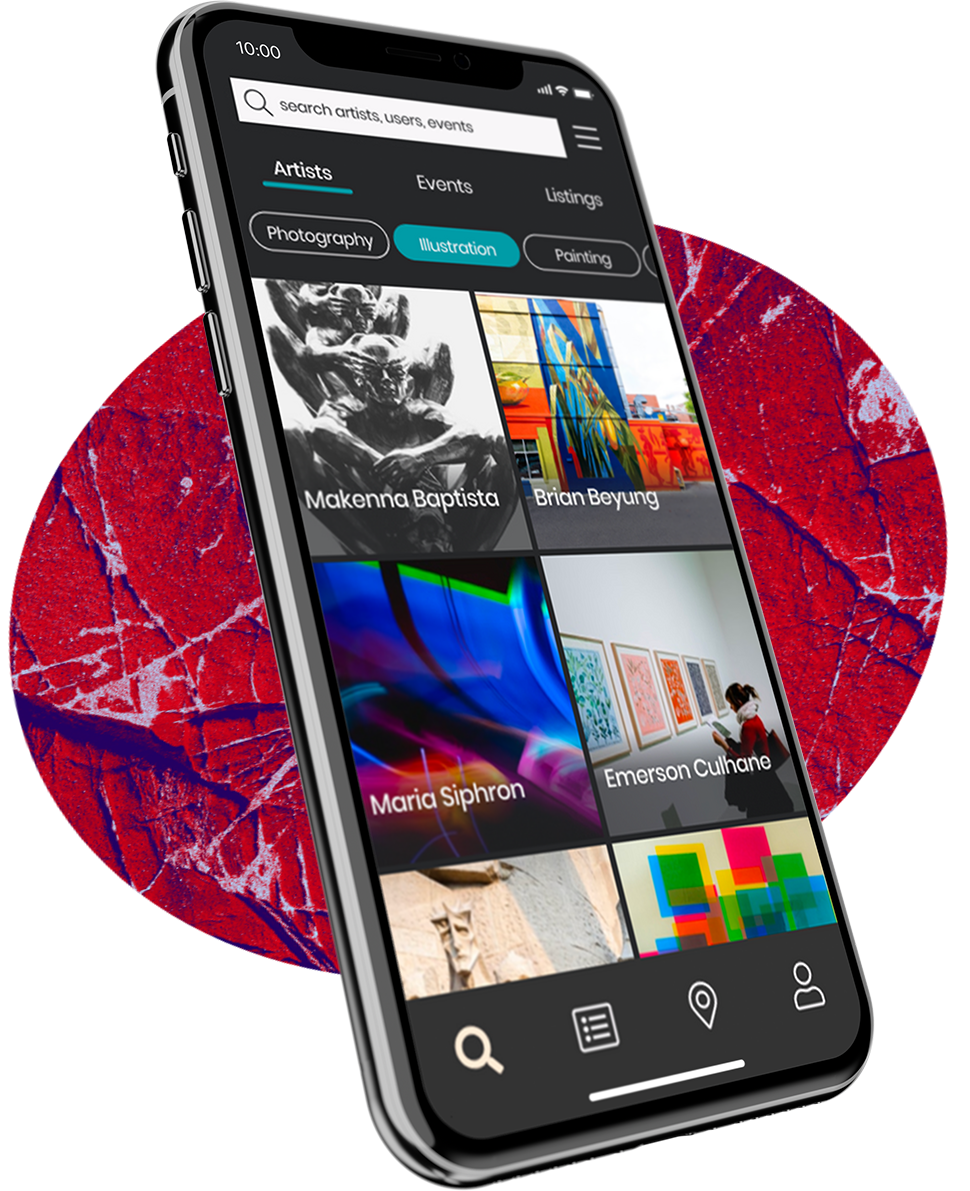 10:00
search artists, users, events
Artists Events Listings
Photography Illustration Painting
Makenna Baptista Brian Beyung
Maria Siphron Emerson Culhane